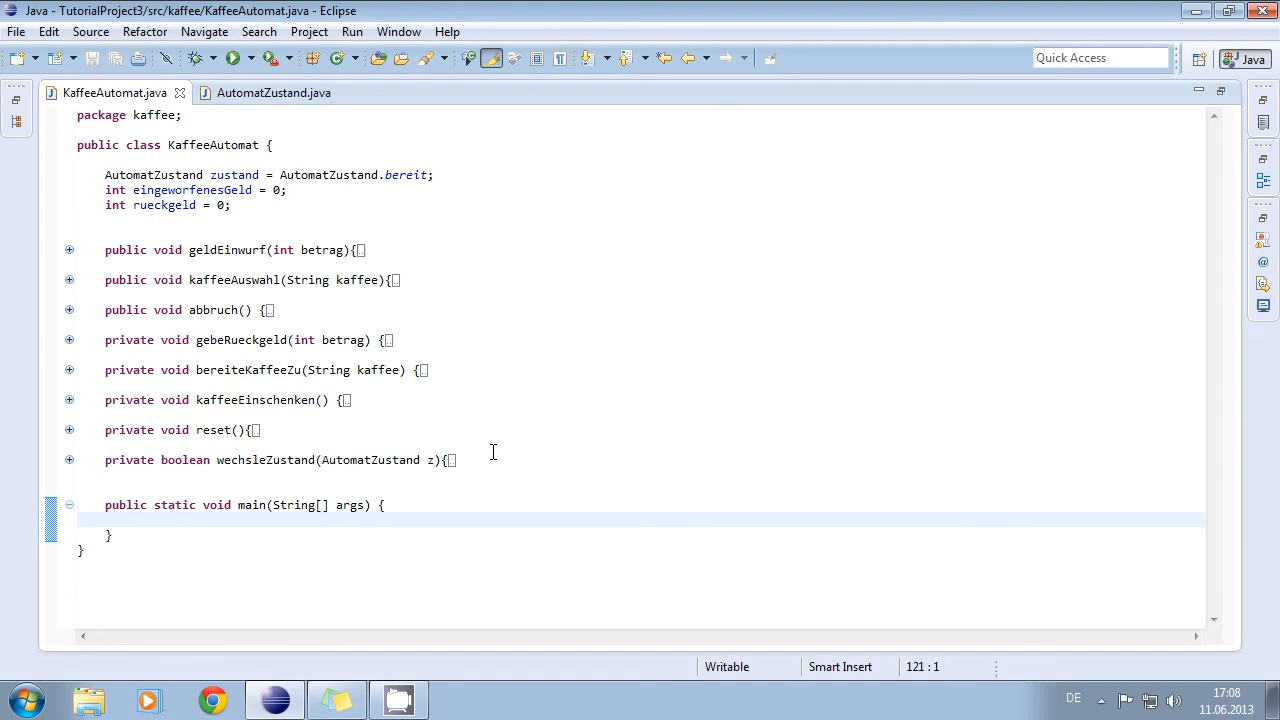 Java - TutorialProject3/src/kaffee/KaffeeAutomat.java - Eclipse
File Edit Source Refactor Navigate Search Project Run Window Help
Quick Access
Java
KaffeeAutomat.java
AutomatZustand.java
package kaffee;
public class KaffeeAutomat {
AutomatZustand zustand = AutomatZustand.bereit;
int eingeworfenesGeld = 0;
int rueckgeld = 0;
public void geldEinwurf(int betrag){
public void kaffeeAuswahl(String kaffee){
public void abbruch() {
private void gebeRueckgeld(int betrag) {
private void bereiteKaffeeZu(String kaffee) {
private void kaffeeEinschenken() {
private void reset(){
private boolean wechsleZustand(AutomatZustand z){
public static void main(String[] args) {
}
}
Writable
Smart Insert
121 : 1
DE
17:08
11.06.2013